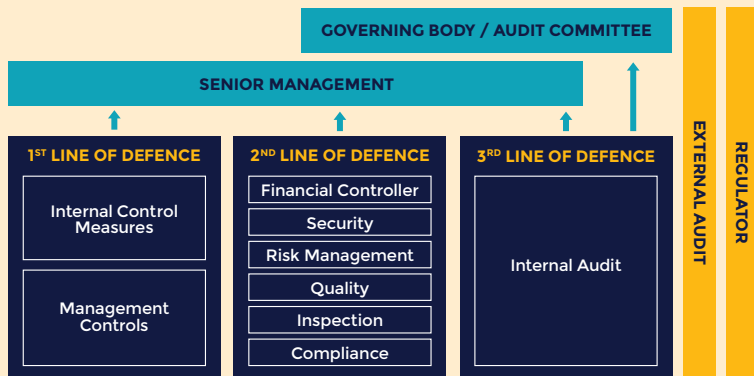 GOVERNING BODY / AUDIT COMMITTEE
SENIOR MANAGEMENT
1ST LINE OF DEFENCE
Internal Control
Measures
Management
Controls
2ND LINE OF DEFENCE
Financial Controller
Security
Risk Management
Quality
Inspection
Compliance
3RD LINE OF DEFENCE
Internal Audit
EXTERNAL AUDIT
REGULATOR